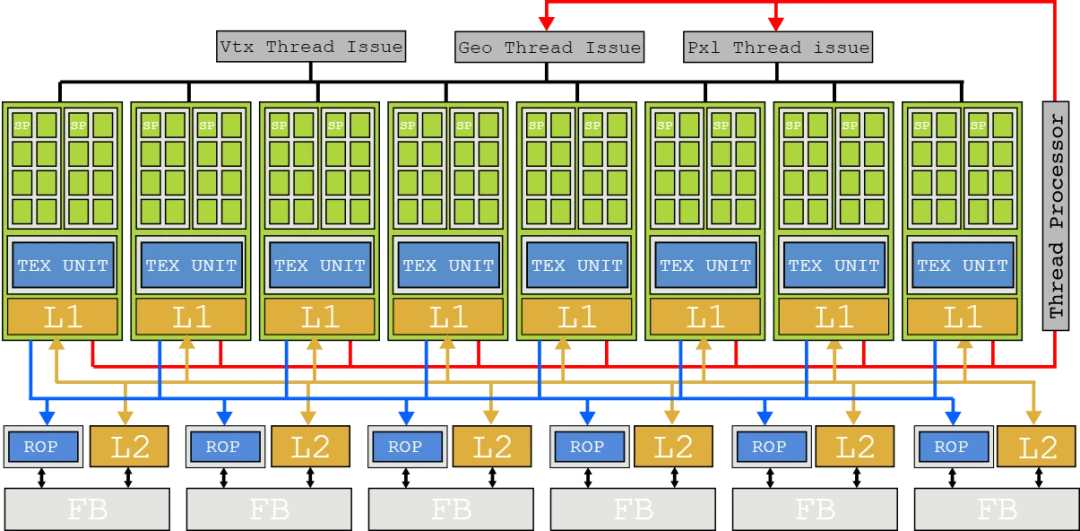 Vtx Thread Issue
Geo Thread Issue
Pxl Thread issue
SP SP SP SP SP SP SP SP SP SP SP SP SP SP SP SP
Thread Processor
TEX UNIT TEX UNIT TEX UNIT TEX UNIT TEX UNIT TEX UNIT TEX UNIT TEX UNIT
L1 L1 L1 L1 L1 L1 L1 L1
ROP L2 ROP L2 ROP L2 ROP L2 ROP L2 ROP L2
FB FB FB FB FB FB